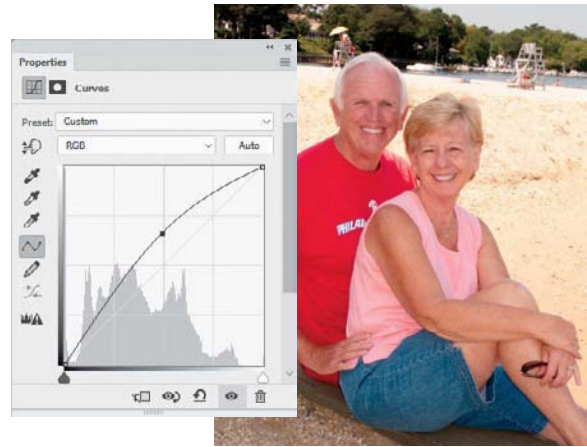 Properties
Curves
Preset: Custom
RGB
Auto
PHILA